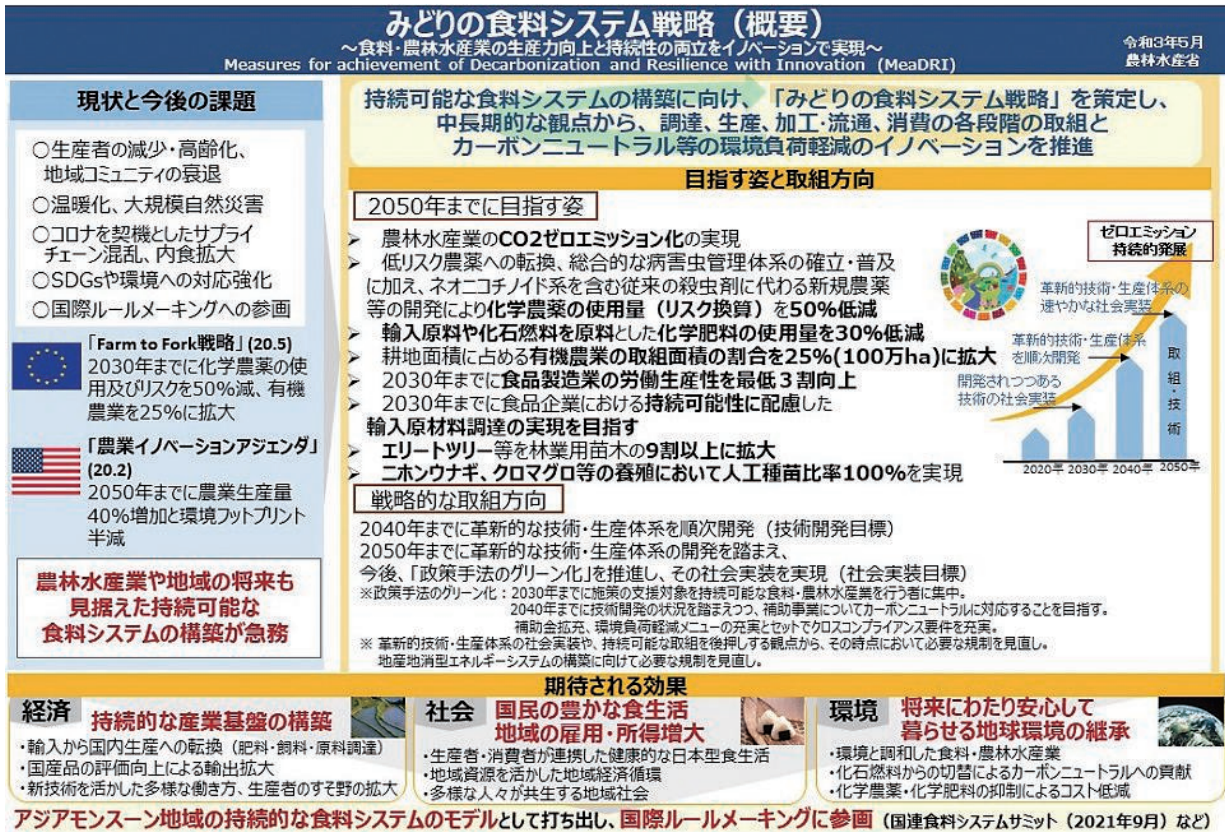 みどりの食料システム戦略（概要）
～食料・農林水産業の生産力向上と持続性の両立をイノベーションで実現～
Measures for achievement of Decarbonization and Resilience with Innovation (MeaDRI)
令和3年5月
農林水産省
現状と今後の課題
○生産者の減少・高齢化、
地域コミュニティの衰退
○温暖化、大規模自然災害
○コロナを契機としたサプライ
チェーン混乱、内食拡大
○SDGsや環境への対応強化
○国際ルールメーキングへの参画
「Farm to Fork戦略」(20.5)
2030年までに化学農薬の使
用及びリスクを50%減、有機
農業を25%に拡大
「農業イノベーションアジェンダ」
(20.2)
2050年までに農業生産量
40%増加と環境フットプリント
半減
農林水産業や地域の将来も
見据えた持続可能な
食料システムの構築が急務
持続可能な食料システムの構築に向け、「みどりの食料システム戦略」を策定し、
中長期的な観点から、調達、生産、加工・流通、消費の各段階の取組と
カーボンニュートラル等の環境負荷軽減のイノベーションを推進
目指す姿と取組方向
2050年までに目指す姿
➢ 農林水産業のCO2ゼロエミッション化の実現
➢ 低リスク農薬への転換、総合的な病害虫管理体系の確立・普及
に加え、ネオニコチノイド系を含む従来の殺虫剤に代わる新規農薬
等の開発により化学農薬の使用量（リスク換算）を50%低減
➢ 輸入原料や化石燃料を原料とした化学肥料の使用量を30%低減
➢ 耕地面積に占める有機農業の取組面積の割合を25%(100万ha)に拡大
➢ 2030年までに食品製造業の労働生産性を最低３割向上
➢ 2030年までに食品企業における持続可能性に配慮した
輸入原材料調達の実現を目指す
➢ エリートツリー等を林業用苗木の9割以上に拡大
➢ ニホンウナギ、クロマグロ等の養殖において人工種苗比率100%を実現
ゼロエミッション
持続的発展
革新的技術・生産体系の
速やかな社会実装
革新的技術・生産体系
を順次開発
開発されつつある
技術の社会実装
取組・技術
2020年 2030年 2040年 2050年
戦略的な取組方向
2040年までに革新的な技術・生産体系を順次開発（技術開発目標）
2050年までに革新的な技術・生産体系の開発を踏まえ、
今後、「政策手法のグリーン化」を推進し、その社会実装を実現（社会実装目標）
※政策手法のグリーン化：2030年までに施策の支援対象を持続可能な食料・農林水産業を行う者に集中。
2040年までに技術開発の状況を踏まえつつ、補助事業についてカーボンニュートラルに対応することを目指す。
補助金拡充、環境負荷軽減メニューの充実とセットでクロスコンプライアンス要件を充実。
※ 革新的技術・生産体系の社会実装や、持続可能な取組を後押しする観点から、その時点において必要な規制を見直し。
地産地消型エネルギーシステムの構築に向けて必要な規制を見直し。
期待される効果
経済
持続的な産業基盤の構築
・輸入から国内生産への転換（肥料・飼料・原料調達）
・国産品の評価向上による輸出拡大
・新技術を活かした多様な働き方、生産者のすそ野の拡大
社会
国民の豊かな食生活
地域の雇用・所得増大
・生産者・消費者が連携した健康的な日本型食生活
・地域資源を活かした地域経済循環
・多様な人々が共生する地域社会
環境
将来にわたり安心して
暮らせる地球環境の継承
・環境と調和した食料・農林水産業
・化石燃料からの切替によるカーボンニュートラルへの貢献
・化学農薬・化学肥料の抑制によるコスト低減
アジアモンスーン地域の持続的な食料システムのモデルとして打ち出し、国際ルールメーキングに参画（国連食料システムサミット（2021年9月）など）